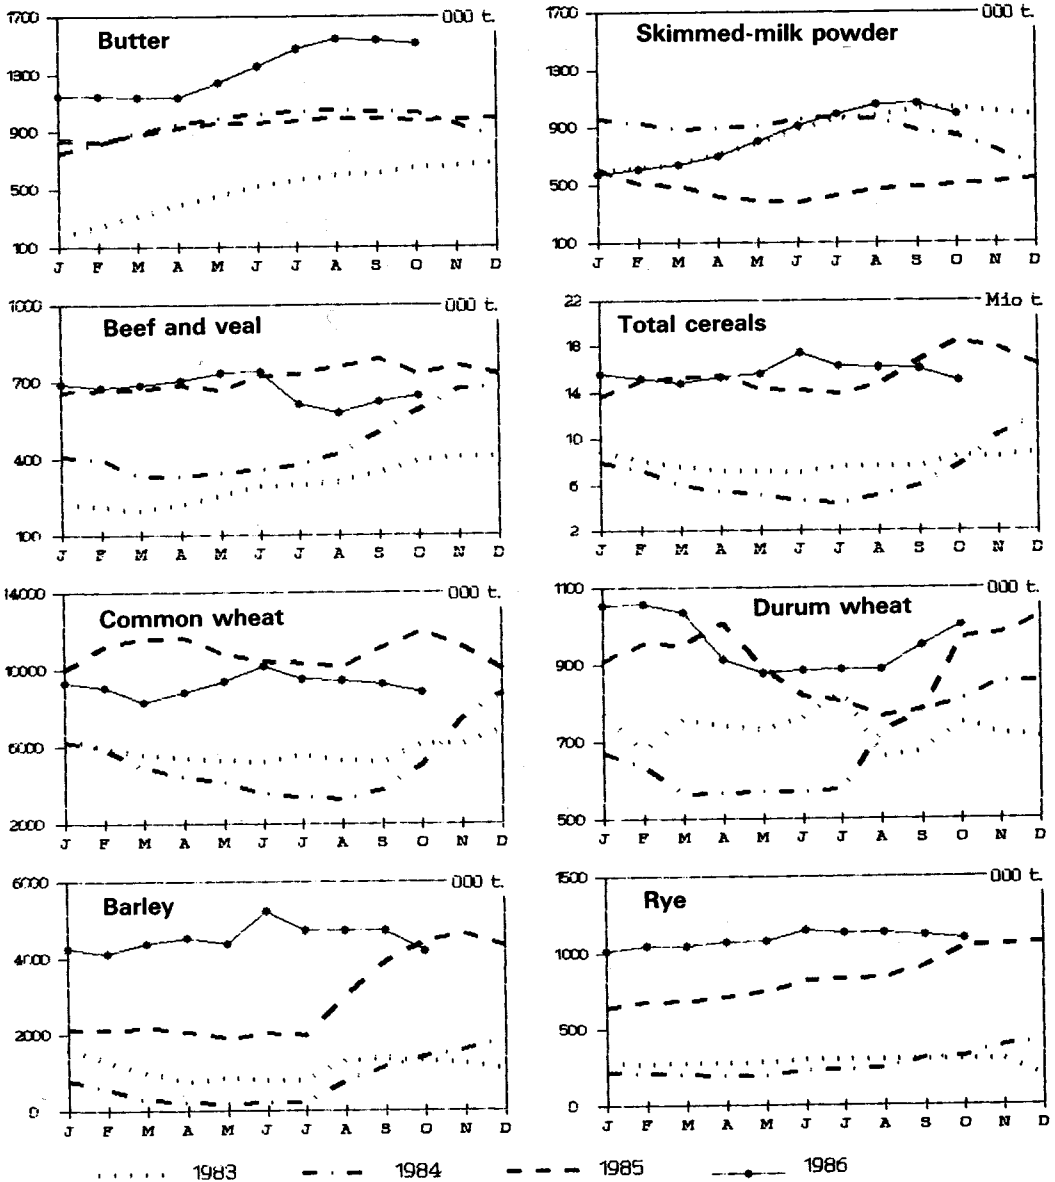 1700 000 t.
Butter
1300
900
500
100
J F M A M J J A S O N D
1700 000 t.
Skimmed-milk powder
1300
900
500
100
J F M A M J J A S O N D
1000 000 t.
Beef and veal
700
400
100
J F M A M J J A S O N D
22 Mio t.
Total cereals
18
14
10
6
2
J F M A M J J A S O N D
14000 000 t.
Common wheat
10000
6000
2000
J F M A M J J A S O N D
1100 000 t.
Durum wheat
900
700
500
J F M A M J J A S O N D
6000 000 t.
Barley
4000
2000
0
J F M A M J J A S O N D
1500 000 t.
Rye
1000
500
0
J F M A M J J A S O N D
1983 1984 1985 1986